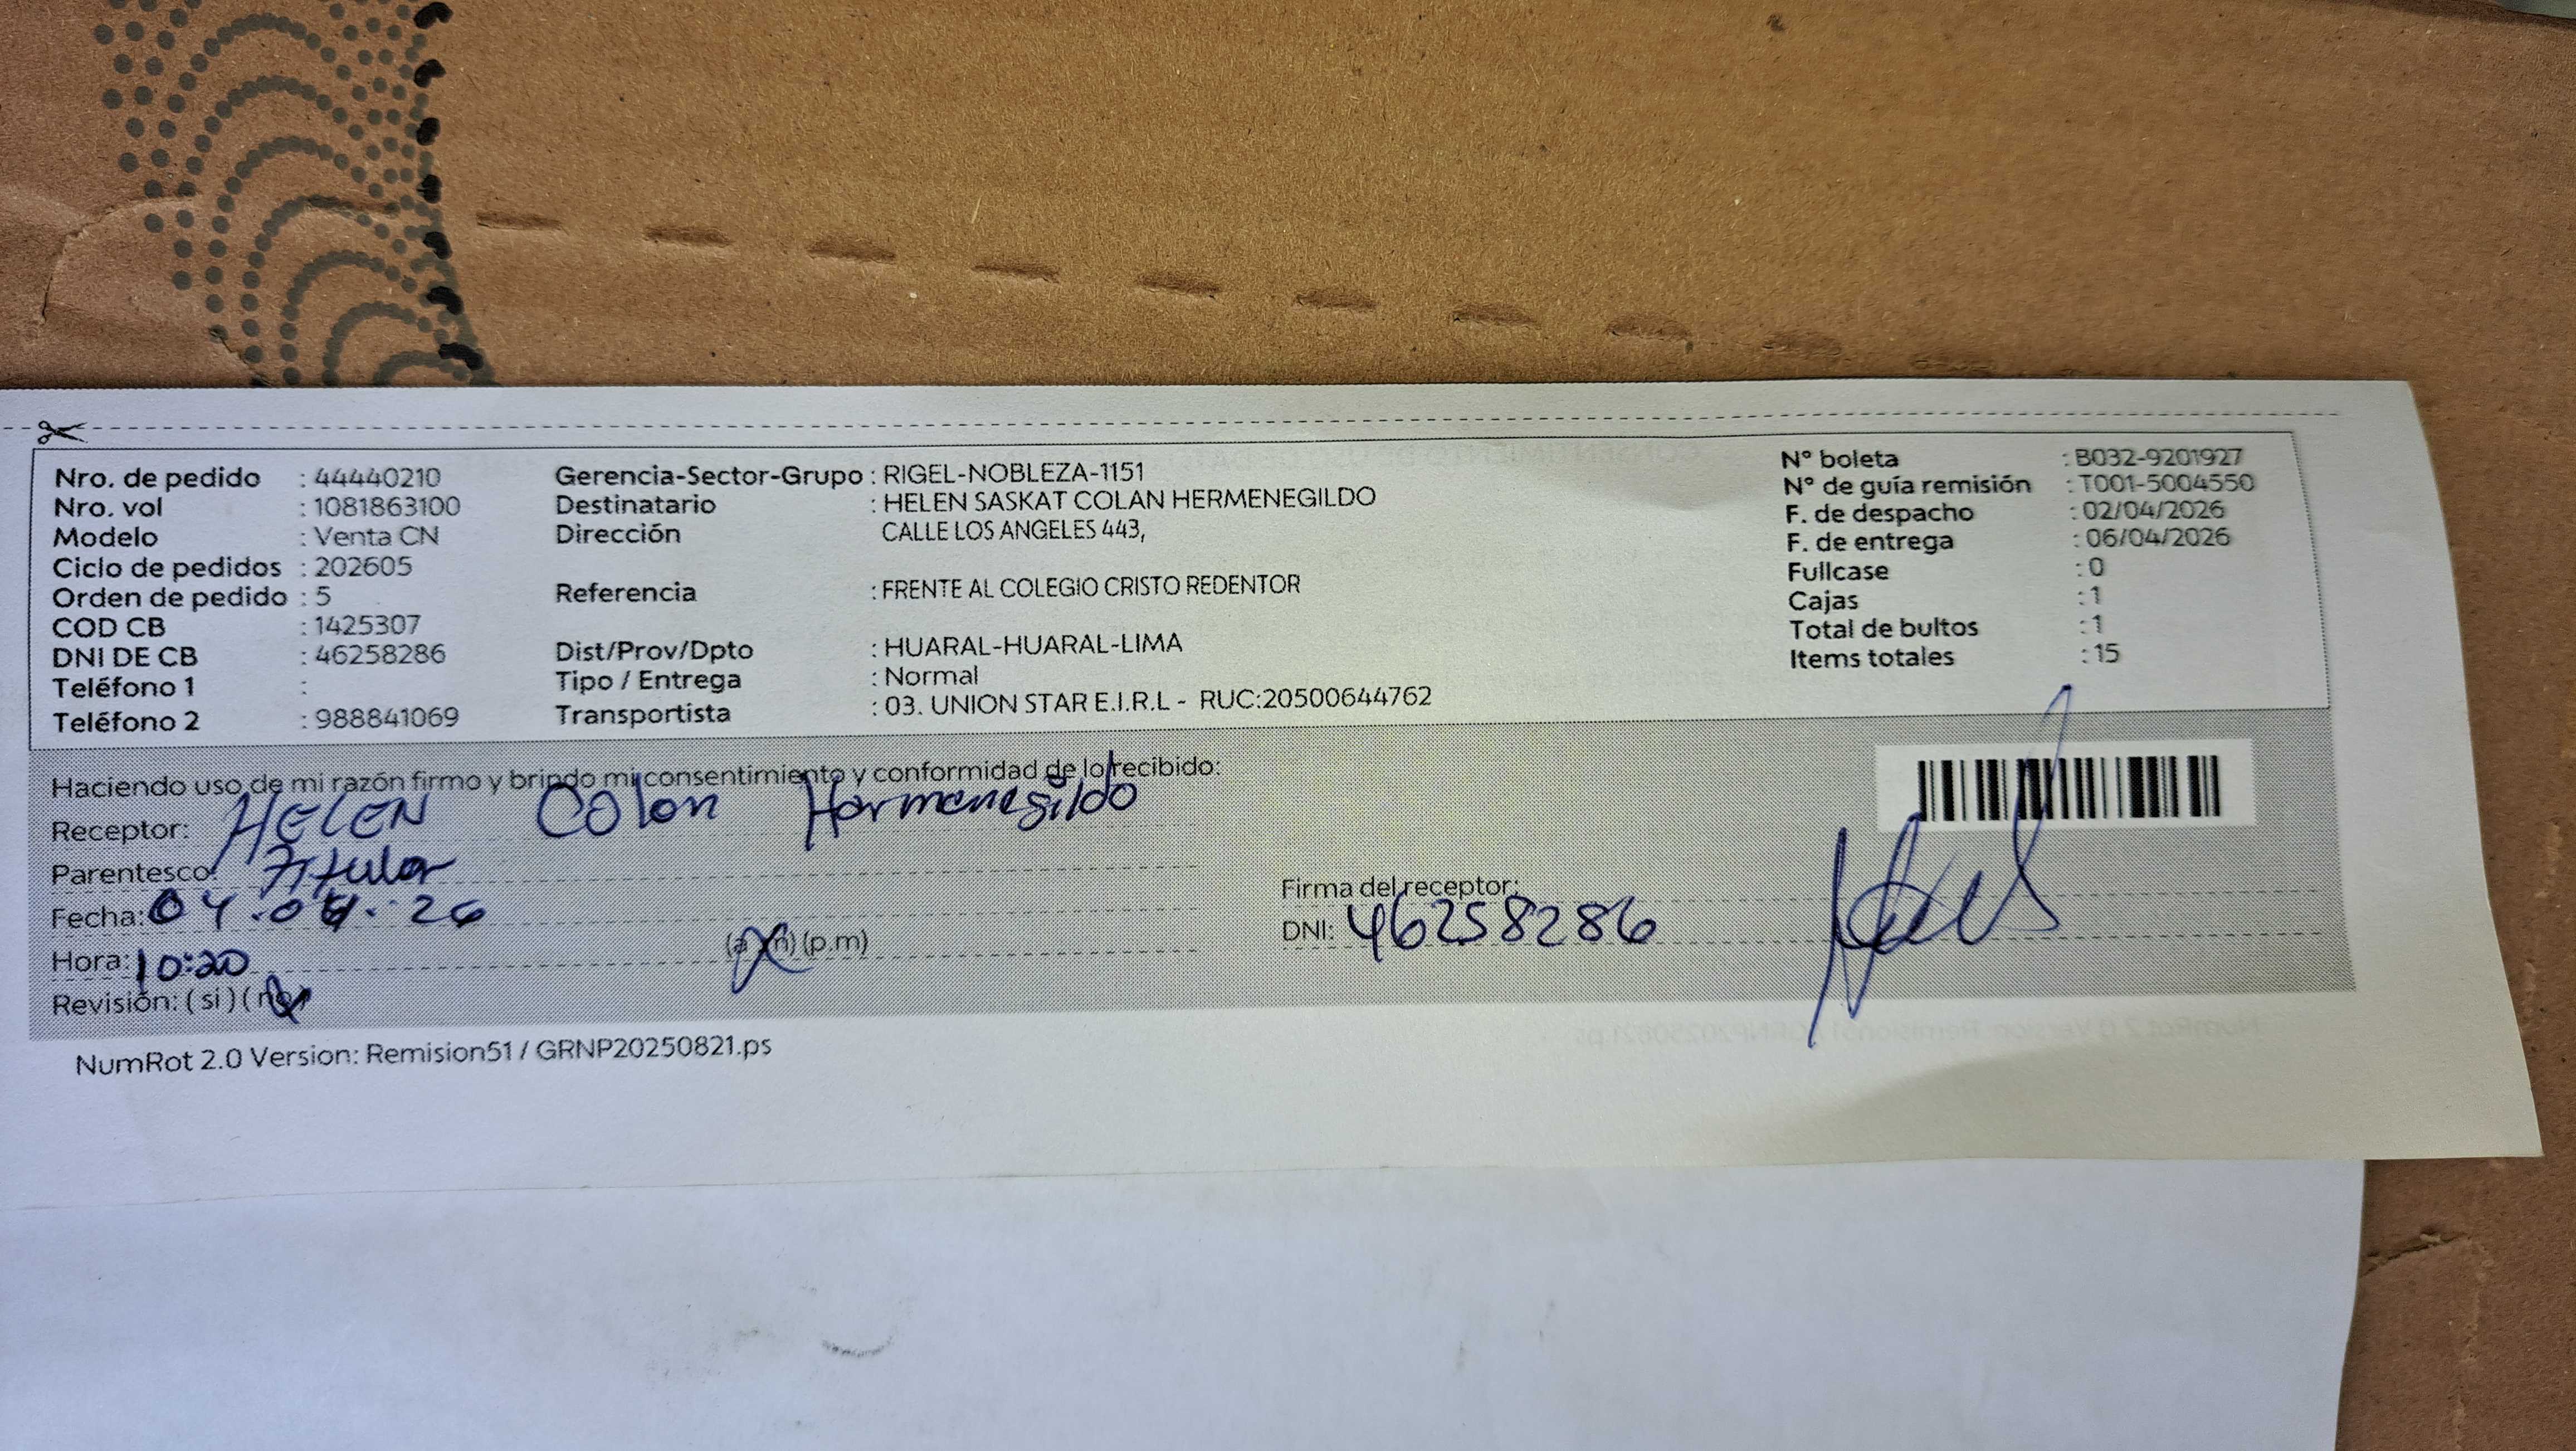 Nro. de pedido : 44440210
Nro. vol : 1081863100
Modelo : Venta CN
Ciclo de pedidos : 202605
Orden de pedido : 5
COD CB : 1425307
DNI DE CB : 46258286
Teléfono 1 :
Teléfono 2 : 988841069
Gerencia-Sector-Grupo : RIGEL-NOBLEZA-1151
Destinatario : HELEN SASKAT COLAN HERMENEGILDO
Dirección CALLE LOS ANGELES 443,
Referencia : FRENTE AL COLEGIO CRISTO REDENTOR
Dist/Prov/Dpto : HUARAL-HUARAL-LIMA
Tipo / Entrega : Normal
Transportista : 03. UNION STAR E.I.R.L - RUC:20500644762
N° boleta : B032-9201927
N° de guía remisión : T001-5004550
F. de despacho : 02/04/2026
F. de entrega : 06/04/2026
Fullcase : 0
Cajas : 1
Total de bultos : 1
Items totales : 15
Haciendo uso de mi razón firmo y brindo mi consentimiento y conformidad de lo recibido:
Receptor: HELEN Colan Hermenegildo
Parentesco: Titular
Fecha: 04.04.26
Hora: 10:20 (a.m) (p.m)
Revisión: (si) (no)
Firma del receptor:
DNI: 46258286
NumRot 2.0 Version: Remision51 / GRNP20250821.ps